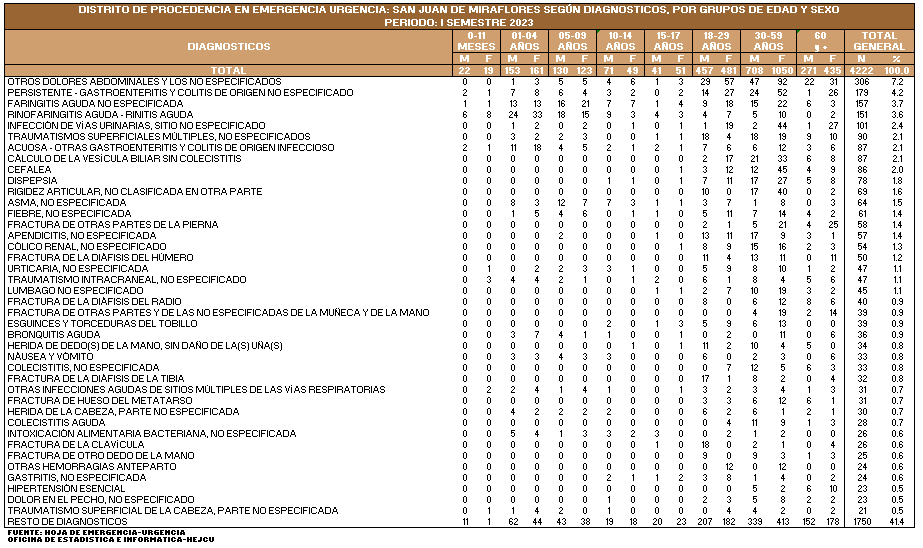 DISTRITO DE PROCEDENCIA EN EMERGENCIA URGENCIA: SAN JUAN DE MIRAFLORES SEGÚN DIAGNOSTICOS, POR GRUPOS DE EDAD Y SEXO
PERIODO: I SEMESTRE 2023
DIAGNOSTICOS 0-11 MESES 01-04 AÑOS 05-09 AÑOS 10-14 AÑOS 15-17 AÑOS 18-29 AÑOS 30-59 AÑOS 60 y + TOTAL GENERAL
M F M F M F M F M F M F M F M F N %
TOTAL 22 19 153 161 130 123 71 49 41 51 457 481 708 1050 271 435 4222 100.0
OTROS DOLORES ABDOMINALES Y LOS NO ESPECIFICADOS 0 0 1 3 5 5 4 6 1 3 29 57 47 92 22 31 306 7.2
PERSISTENTE - GASTROENTERITIS Y COLITIS DE ORIGEN NO ESPECIFICADO 2 1 7 8 6 4 3 2 0 2 14 27 24 52 1 26 179 4.2
FARINGITIS AGUDA NO ESPECIFICADA 1 1 13 13 16 21 7 7 1 4 9 18 15 22 6 3 157 3.7
RINOFARINGITIS AGUDA - RINITIS AGUDA 6 8 24 33 18 15 9 3 4 3 4 7 5 10 0 2 151 3.6
INFECCIÓN DE VÍAS URINARIAS, SITIO NO ESPECIFICADO 0 0 1 2 0 2 0 1 0 1 1 19 2 44 1 27 101 2.4
TRAUMATISMOS SUPERFICIALES MÚLTIPLES, NO ESPECIFICADOS 0 0 3 2 2 3 0 0 0 1 18 4 18 19 9 10 90 2.1
ACUOSA - OTRAS GASTROENTERITIS Y COLITIS DE ORIGEN INFECCIOSO 2 1 11 18 4 5 2 1 2 1 7 6 6 12 3 6 87 2.1
CÁLCULO DE LA VESÍCULA BILIAR SIN COLECISTITIS 0 0 0 0 0 0 0 0 0 0 2 17 21 33 6 8 87 2.1
CEFALEA 0 0 0 0 0 0 0 0 0 1 3 12 12 45 4 9 86 2.0
DISPEPSIA 0 0 0 0 0 0 1 1 0 1 7 11 17 27 5 8 78 1.8
RIGIDEZ ARTICULAR, NO CLASIFICADA EN OTRA PARTE 0 0 0 0 0 0 0 0 0 0 10 0 17 40 0 2 69 1.6
ASMA, NO ESPECIFICADA 0 0 8 3 12 7 7 3 1 1 3 7 1 8 0 3 64 1.5
FIEBRE, NO ESPECIFICADA 0 0 1 5 4 6 0 1 1 0 5 11 7 14 4 2 61 1.4
FRACTURA DE OTRAS PARTES DE LA PIERNA 0 0 0 0 0 0 0 0 0 0 2 1 5 21 4 25 58 1.4
APENDICITIS, NO ESPECIFICADA 0 0 0 0 2 0 0 0 1 0 13 11 17 9 3 1 57 1.4
CÓLICO RENAL, NO ESPECIFICADO 0 0 0 0 0 0 0 0 0 1 8 9 15 16 2 3 54 1.3
FRACTURA DE LA DIÁFISIS DEL HÚMERO 0 0 0 0 0 0 0 0 0 0 11 4 13 11 0 11 50 1.2
URTICARIA, NO ESPECIFICADA 0 1 0 2 2 3 3 1 0 0 5 9 8 10 1 2 47 1.1
TRAUMATISMO INTRACRANEAL, NO ESPECIFICADO 0 3 4 4 2 1 0 1 2 0 6 1 8 4 5 6 47 1.1
LUMBAGO NO ESPECIFICADO 0 0 0 0 0 0 0 0 1 1 2 7 10 19 3 2 45 1.1
FRACTURA DE LA DIÁFISIS DEL RADIO 0 0 0 0 0 0 0 0 0 0 8 0 6 12 8 6 40 0.9
FRACTURA DE OTRAS PARTES Y DE LAS NO ESPECIFICADAS DE LA MUÑECA Y DE LA MANO 0 0 0 0 0 0 0 0 0 0 0 0 4 19 2 14 39 0.9
ESGUINCES Y TORCEDURAS DEL TOBILLO 0 0 0 0 0 0 2 0 1 3 5 9 6 13 0 0 39 0.9
BRONQUITIS AGUDA 0 0 3 7 4 1 1 0 0 1 0 2 0 11 0 6 36 0.9
HERIDA DE DEDO(S) DE LA MANO, SIN DAÑO DE LA(S) UÑA(S) 0 0 0 0 0 0 0 0 1 1 11 2 10 4 5 0 34 0.8
NÁUSEA Y VÓMITO 0 0 3 3 4 3 3 0 0 0 6 0 2 3 0 6 33 0.8
COLECISTITIS, NO ESPECIFICADA 0 0 0 0 0 0 0 0 0 0 0 7 12 5 6 3 33 0.8
FRACTURA DE LA DIÁFISIS DE LA TIBIA 0 0 0 0 0 0 0 0 0 0 17 1 8 2 4 0 32 0.8
OTRAS INFECCIONES AGUDAS DE SITIOS MÚLTIPLES DE LAS VÍAS RESPIRATORIAS 0 2 2 4 1 4 1 0 0 1 3 2 3 4 1 3 31 0.7
FRACTURA DE HUESO DEL METATARSO 0 0 0 0 0 0 0 0 0 0 3 3 6 12 6 1 31 0.7
HERIDA DE LA CABEZA, PARTE NO ESPECIFICADA 0 0 4 2 2 2 2 0 0 0 6 2 6 1 2 1 30 0.7
COLECISTITIS AGUDA 0 0 0 0 0 0 0 0 0 0 0 4 11 9 1 3 28 0.7
INTOXICACIÓN ALIMENTARIA BACTERIANA, NO ESPECIFICADA 0 0 5 4 1 3 3 2 3 0 0 2 1 2 0 0 26 0.6
FRACTURA DE LA CLAVÍCULA 0 0 0 0 0 0 0 0 1 0 18 0 2 1 0 4 26 0.6
FRACTURA DE OTRO DEDO DE LA MANO 0 0 0 0 0 0 0 0 0 0 9 0 9 3 1 3 25 0.6
OTRAS HEMORRAGIAS ANTEPARTO 0 0 0 0 0 0 0 0 0 0 0 12 0 12 0 0 24 0.6
GASTRITIS, NO ESPECIFICADA 0 0 0 0 0 0 2 1 1 2 3 8 1 4 0 2 24 0.6
HIPERTENSIÓN ESENCIAL 0 0 0 0 0 0 0 0 0 0 0 0 5 2 6 10 23 0.5
DOLOR EN EL PECHO, NO ESPECIFICADO 0 0 0 0 0 0 1 0 0 0 2 3 5 8 2 2 23 0.5
TRAUMATISMO SUPERFICIAL DE LA CABEZA, PARTE NO ESPECIFICADA 0 1 0 4 2 0 2 1 0 0 0 4 4 2 0 1 21 0.5
RESTO DE DIAGNOSTICOS 11 1 62 44 43 38 19 18 20 23 207 182 339 413 152 178 1750 41.4
FUENTE: HOJA DE EMERGENCIA-URGENCIA
OFICINA DE ESTADISTICA E INFORMATICA-HEJCU